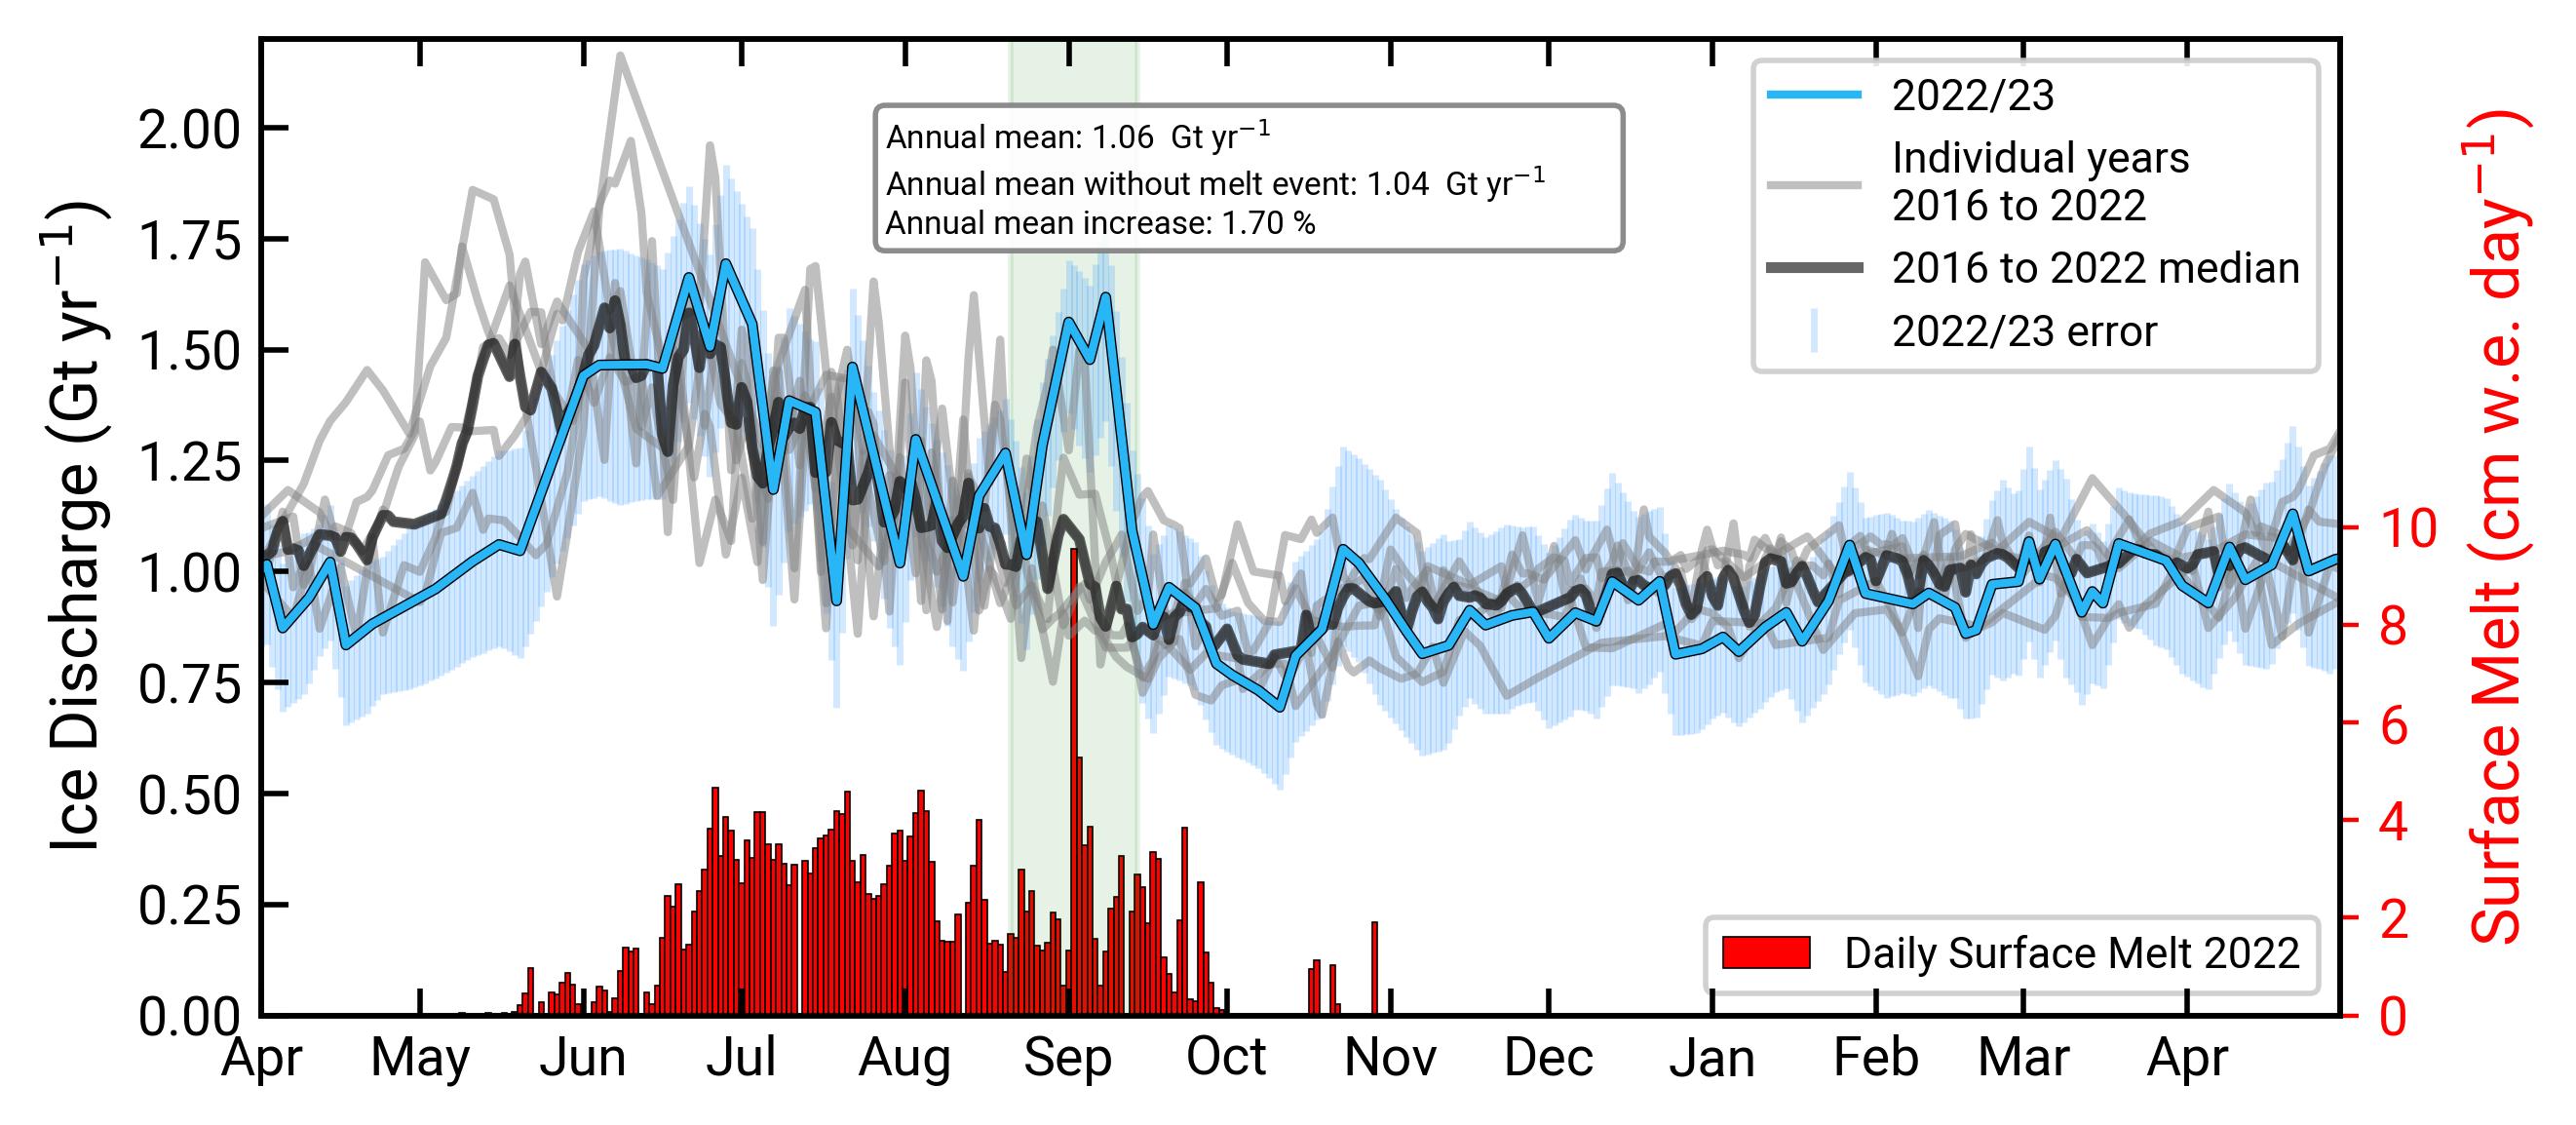 Ice Discharge (Gt yr⁻¹)
2.00
1.75
1.50
1.25
1.00
0.75
0.50
0.25
0.00
Annual mean: 1.06 Gt yr⁻¹
Annual mean without melt event: 1.04 Gt yr⁻¹
Annual mean increase: 1.70 %
2022/23
Individual years
2016 to 2022
2016 to 2022 median
2022/23 error
Daily Surface Melt 2022
10
8
6
4
2
0
Surface Melt (cm w.e. day⁻¹)
Apr May Jun Jul Aug Sep Oct Nov Dec Jan Feb Mar Apr